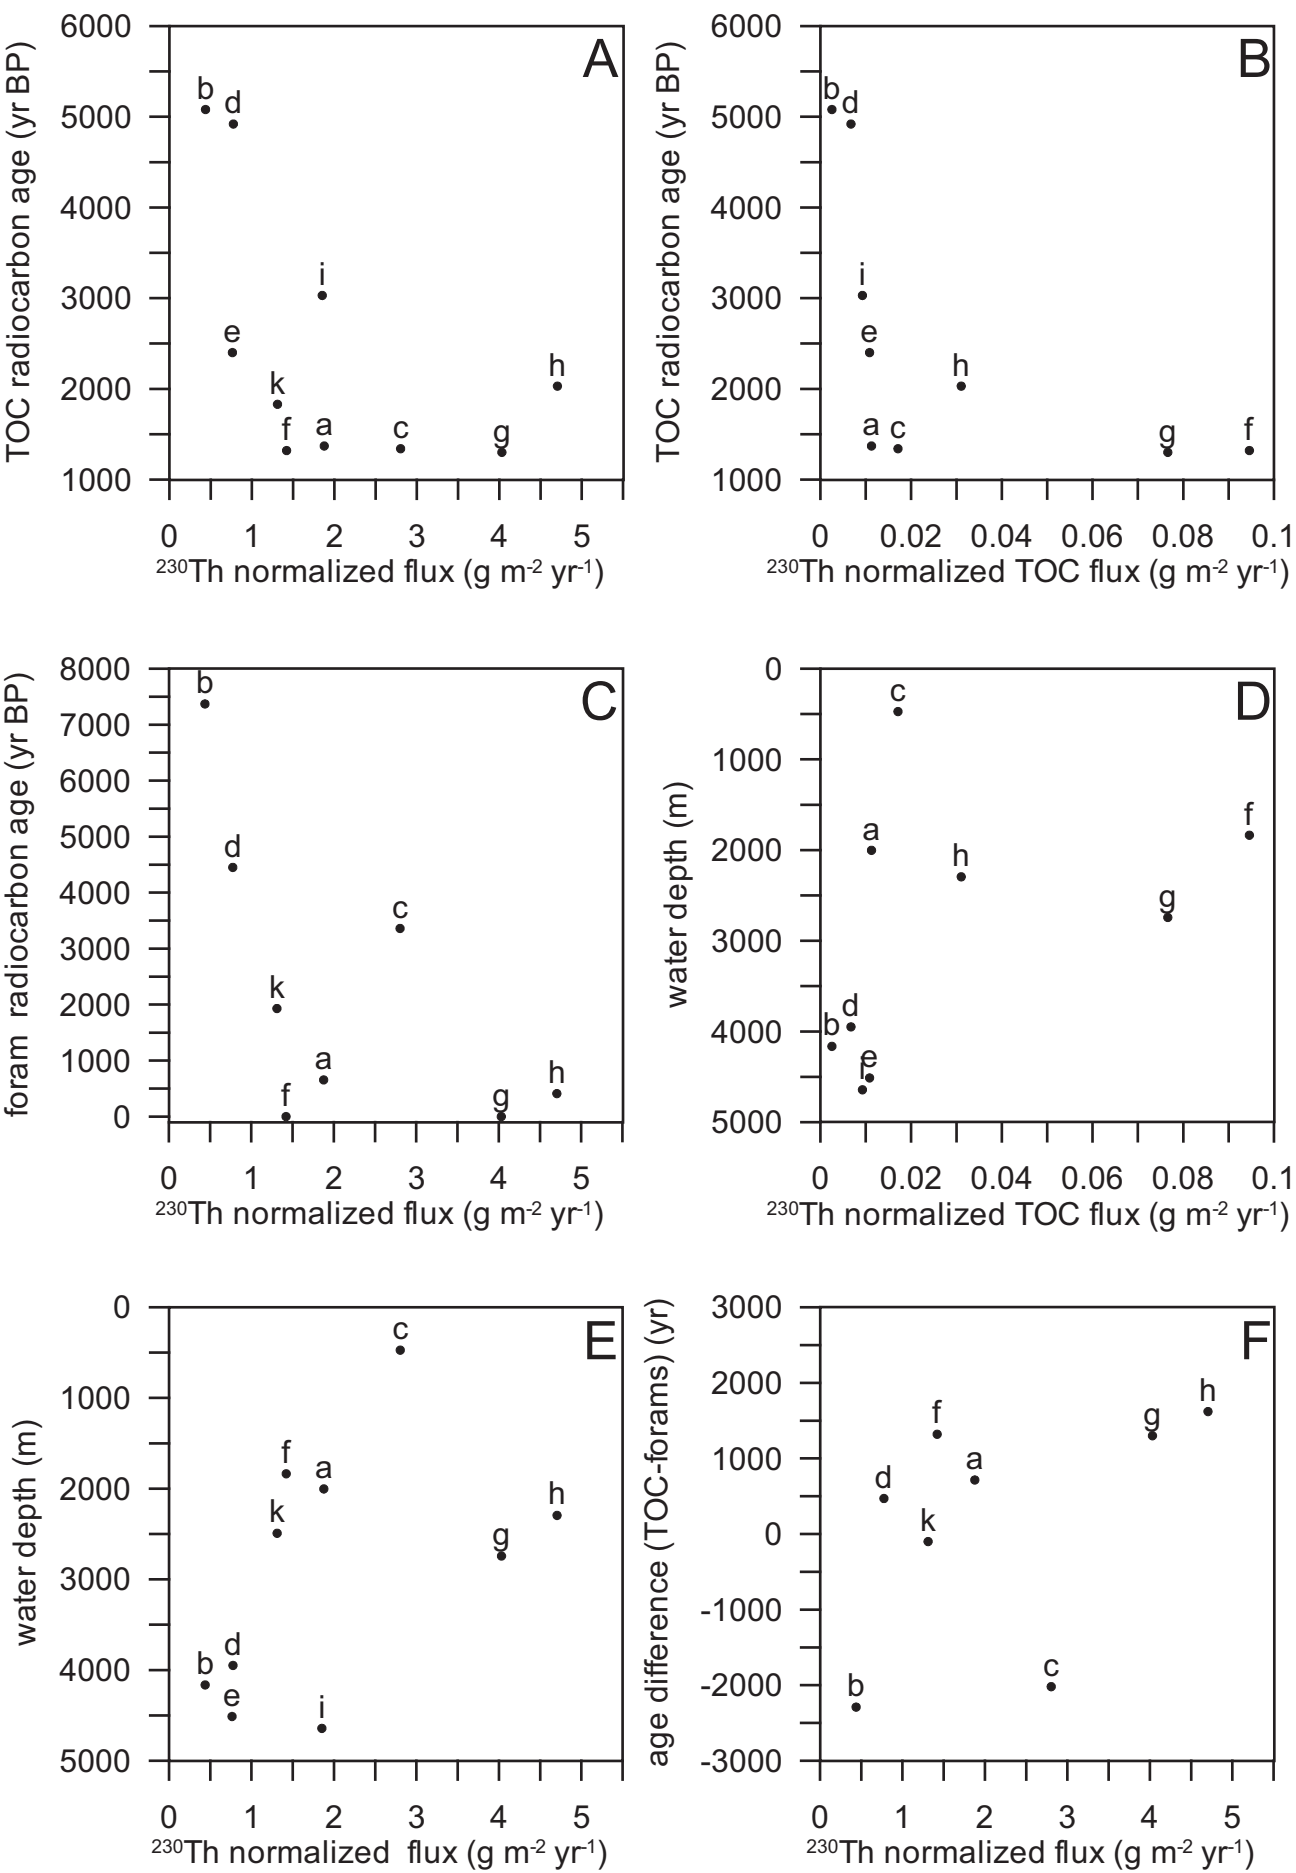 A
TOC radiocarbon age (yr BP)
6000
5000
4000
3000
2000
1000
b
d
i
e
k
h
f
a
c
g
0 1 2 3 4 5
²³⁰Th normalized flux (g m⁻² yr⁻¹)
B
TOC radiocarbon age (yr BP)
6000
5000
4000
3000
2000
1000
b
d
i
e
h
a
c
g
f
0 0.02 0.04 0.06 0.08 0.1
²³⁰Th normalized TOC flux (g m⁻² yr⁻¹)
C
foram radiocarbon age (yr BP)
8000
7000
6000
5000
4000
3000
2000
1000
0
b
d
c
k
a
h
f
g
0 1 2 3 4 5
²³⁰Th normalized flux (g m⁻² yr⁻¹)
D
water depth (m)
0
1000
2000
3000
4000
5000
c
f
a
h
g
d
b
e
i
0 0.02 0.04 0.06 0.08 0.1
²³⁰Th normalized TOC flux (g m⁻² yr⁻¹)
E
water depth (m)
0
1000
2000
3000
4000
5000
c
f
a
k
h
g
d
b
e
i
0 1 2 3 4 5
²³⁰Th normalized flux (g m⁻² yr⁻¹)
F
age difference (TOC-forams) (yr)
3000
2000
1000
0
-1000
-2000
-3000
h
f
g
a
d
k
c
b
0 1 2 3 4 5
²³⁰Th normalized flux (g m⁻² yr⁻¹)